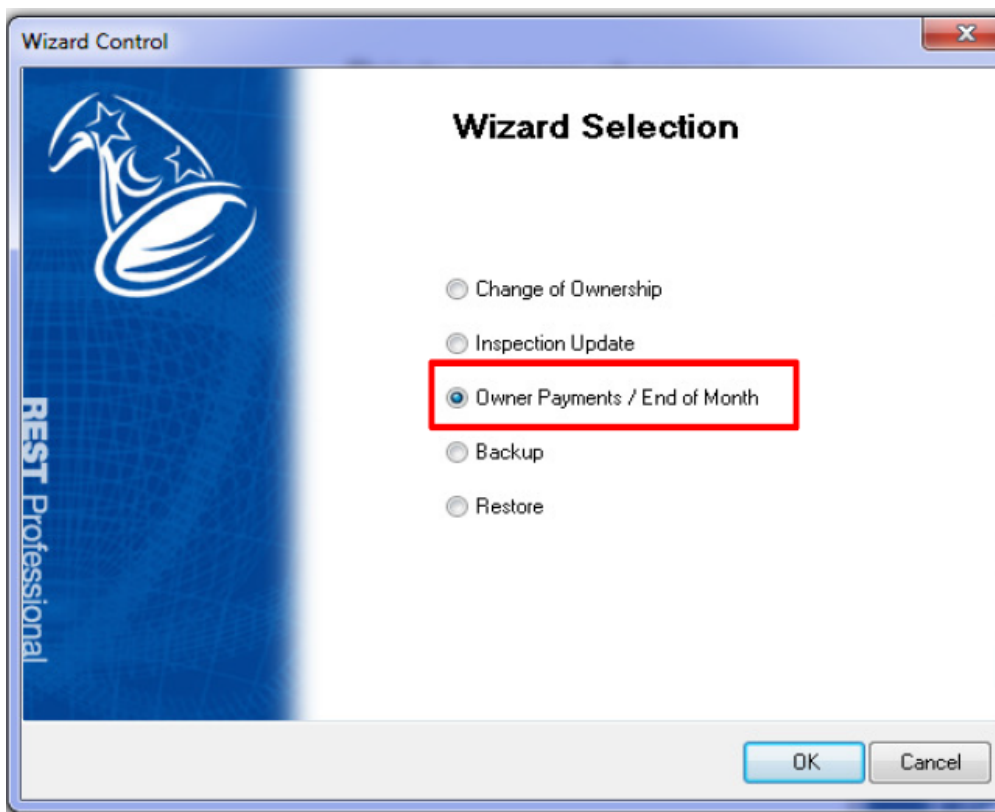 Wizard Control
Wizard Selection
Change of Ownership
Inspection Update
Owner Payments / End of Month
Backup
Restore
REST Professional
OK
Cancel